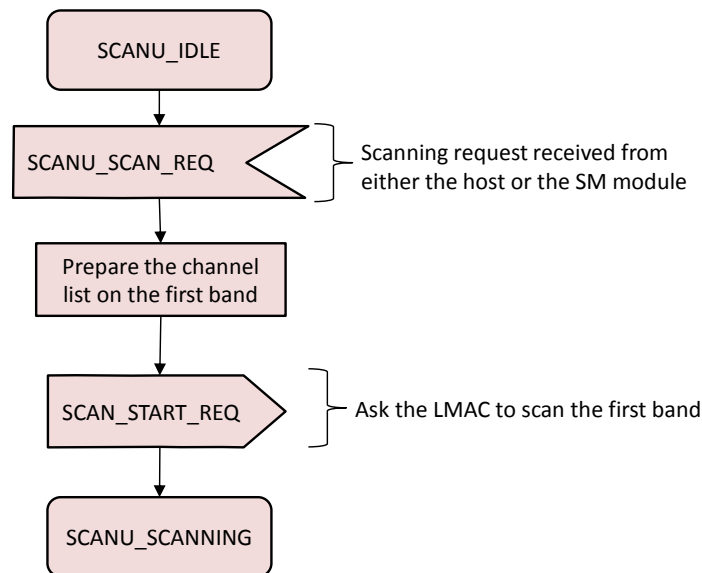 SCANU_IDLE
SCANU_SCAN_REQ
Scanning request received from
either the host or the SM module
Prepare the channel
list on the first band
SCAN_START_REQ
Ask the LMAC to scan the first band
SCANU_SCANNING